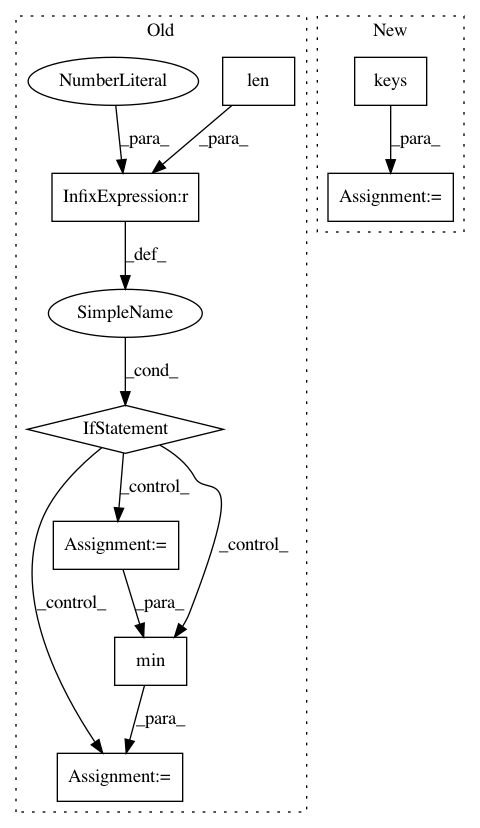 Old
New
NumberLiteral
len
keys
_para_
_para_
_para_
InfixExpression:r
Assignment:=
_def_
SimpleName
_cond_
IfStatement
_control_
_control_
_control_
Assignment:=
_para_
min
_para_
Assignment:=